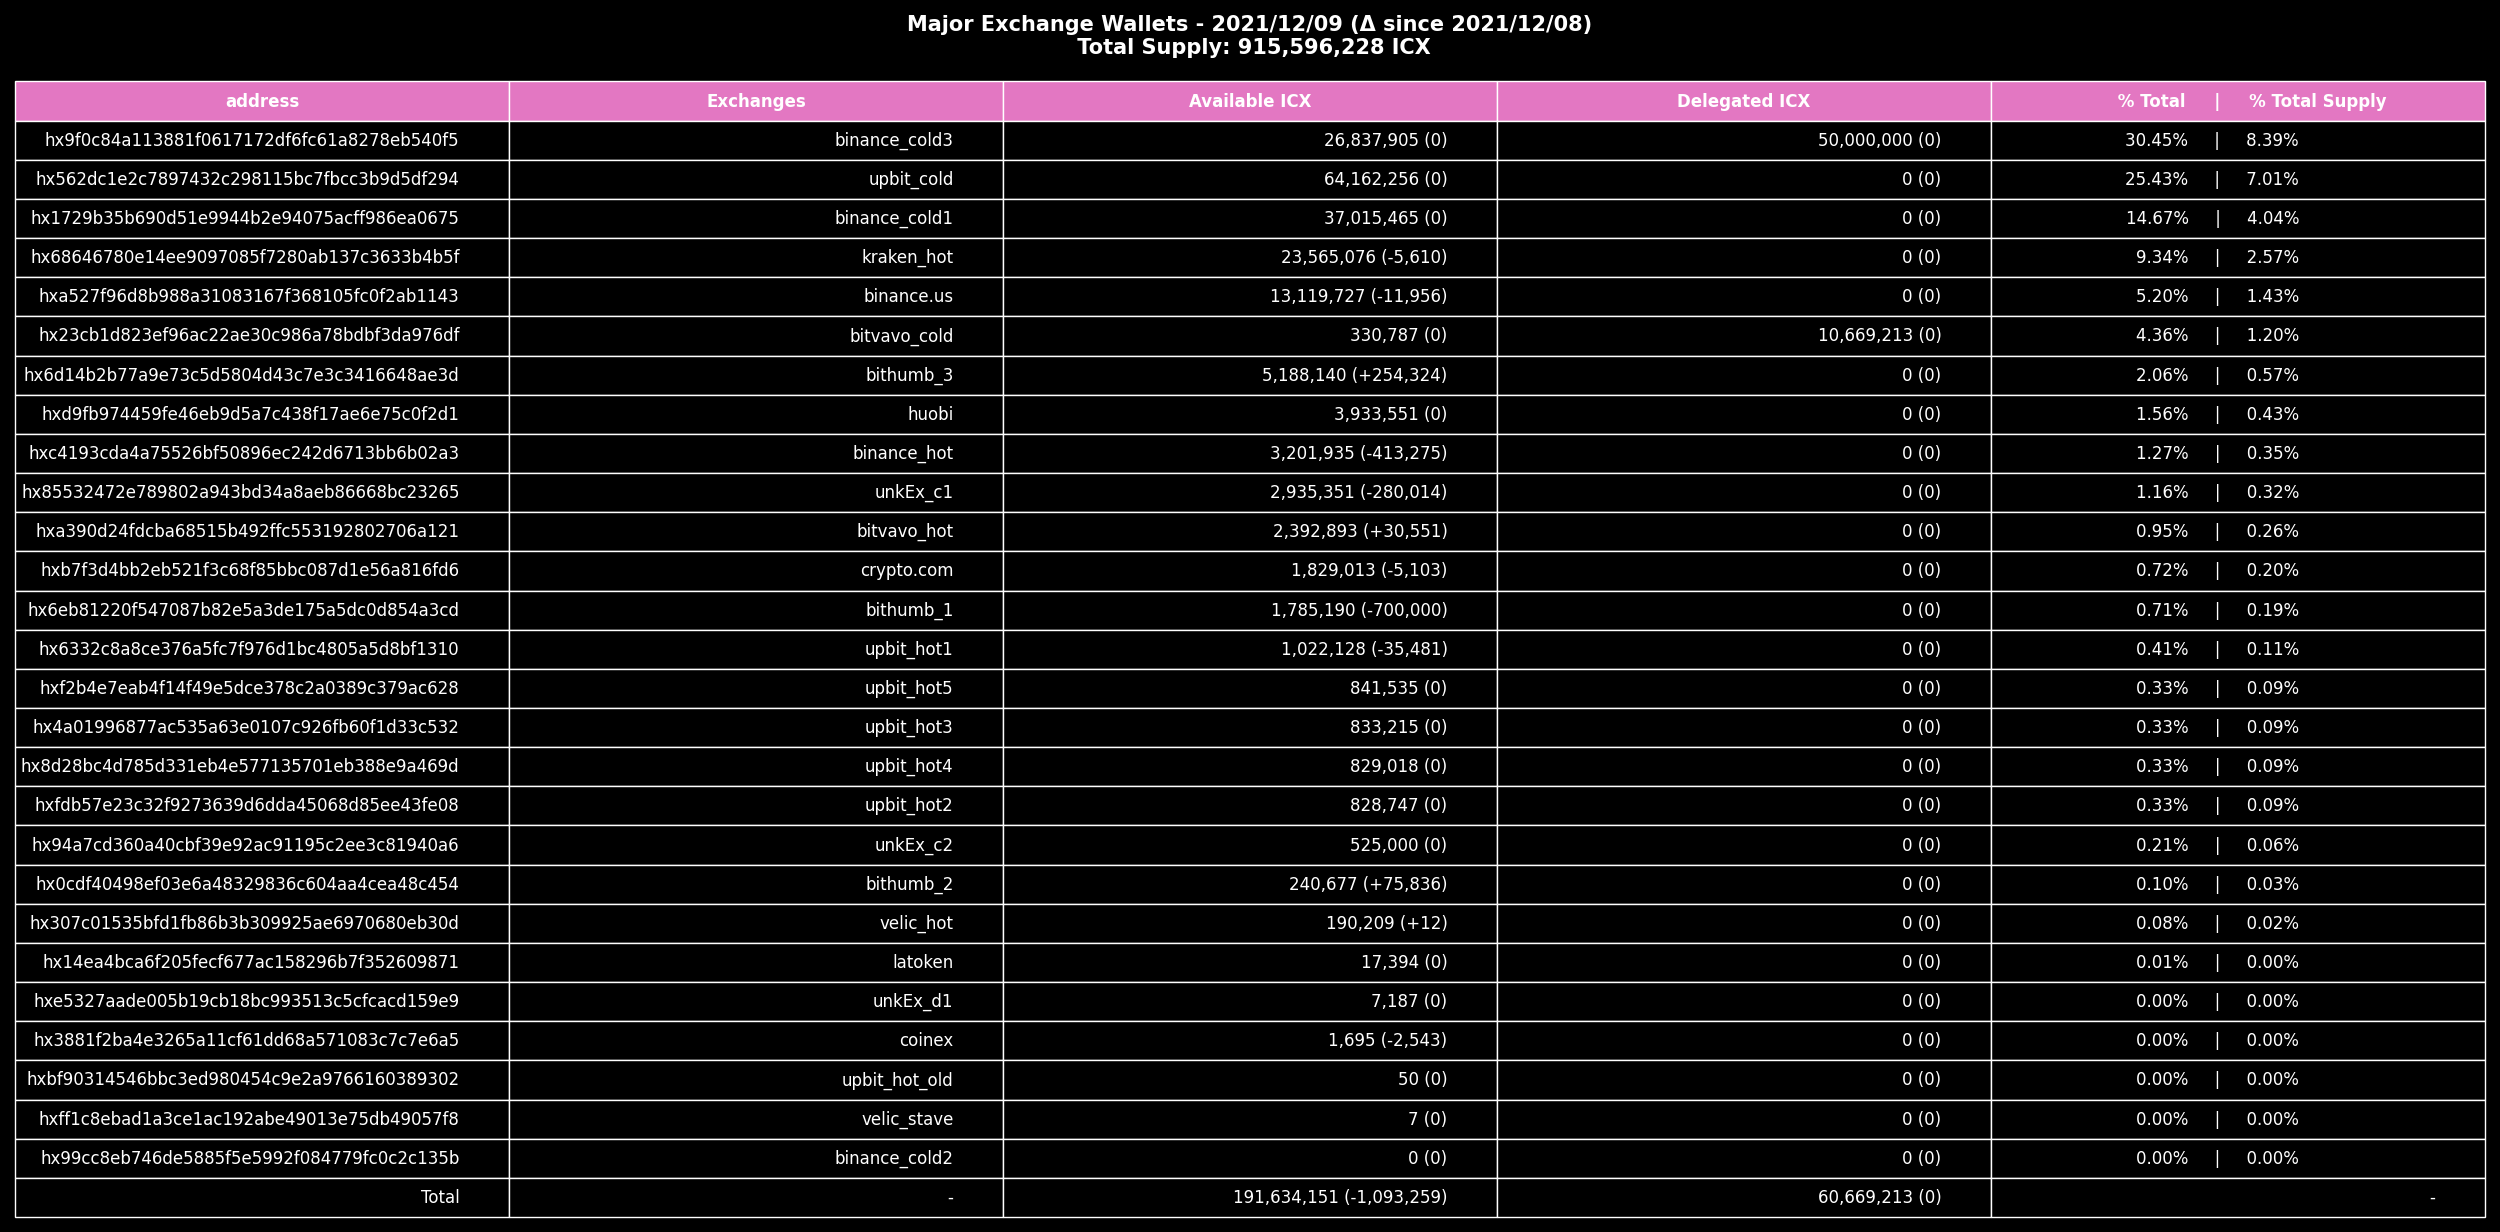 Major Exchange Wallets - 2021/12/09 (Δ since 2021/12/08)
Total Supply: 915,596,228 ICX
address Exchanges Available ICX Delegated ICX % Total | % Total Supply
hx9f0c84a113881f0617172df6fc61a8278eb540f5 binance_cold3 26,837,905 (0) 50,000,000 (0) 30.45% | 8.39%
hx562dc1e2c7897432c298115bc7fbcc3b9d5df294 upbit_cold 64,162,256 (0) 0 (0) 25.43% | 7.01%
hx1729b35b690d51e9944b2e94075acff986ea0675 binance_cold1 37,015,465 (0) 0 (0) 14.67% | 4.04%
hx68646780e14ee9097085f7280ab137c3633b4b5f kraken_hot 23,565,076 (-5,610) 0 (0) 9.34% | 2.57%
hxa527f96d8b988a31083167f368105fc0f2ab1143 binance.us 13,119,727 (-11,956) 0 (0) 5.20% | 1.43%
hx23cb1d823ef96ac22ae30c986a78bdbf3da976df bitvavo_cold 330,787 (0) 10,669,213 (0) 4.36% | 1.20%
hx6d14b2b77a9e73c5d5804d43c7e3c3416648ae3d bithumb_3 5,188,140 (+254,324) 0 (0) 2.06% | 0.57%
hxd9fb974459fe46eb9d5a7c438f17ae6e75c0f2d1 huobi 3,933,551 (0) 0 (0) 1.56% | 0.43%
hxc4193cda4a75526bf50896ec242d6713bb6b02a3 binance_hot 3,201,935 (-413,275) 0 (0) 1.27% | 0.35%
hx85532472e789802a943bd34a8aeb86668bc23265 unkEx_c1 2,935,351 (-280,014) 0 (0) 1.16% | 0.32%
hxa390d24fdcba68515b492ffc553192802706a121 bitvavo_hot 2,392,893 (+30,551) 0 (0) 0.95% | 0.26%
hxb7f3d4bb2eb521f3c68f85bbc087d1e56a816fd6 crypto.com 1,829,013 (-5,103) 0 (0) 0.72% | 0.20%
hx6eb81220f547087b82e5a3de175a5dc0d854a3cd bithumb_1 1,785,190 (-700,000) 0 (0) 0.71% | 0.19%
hx6332c8a8ce376a5fc7f976d1bc4805a5d8bf1310 upbit_hot1 1,022,128 (-35,481) 0 (0) 0.41% | 0.11%
hxf2b4e7eab4f14f49e5dce378c2a0389c379ac628 upbit_hot5 841,535 (0) 0 (0) 0.33% | 0.09%
hx4a01996877ac535a63e0107c926fb60f1d33c532 upbit_hot3 833,215 (0) 0 (0) 0.33% | 0.09%
hx8d28bc4d785d331eb4e577135701eb388e9a469d upbit_hot4 829,018 (0) 0 (0) 0.33% | 0.09%
hxfdb57e23c32f9273639d6dda45068d85ee43fe08 upbit_hot2 828,747 (0) 0 (0) 0.33% | 0.09%
hx94a7cd360a40cbf39e92ac91195c2ee3c81940a6 unkEx_c2 525,000 (0) 0 (0) 0.21% | 0.06%
hx0cdf40498ef03e6a48329836c604aa4cea48c454 bithumb_2 240,677 (+75,836) 0 (0) 0.10% | 0.03%
hx307c01535bfd1fb86b3b309925ae6970680eb30d velic_hot 190,209 (+12) 0 (0) 0.08% | 0.02%
hx14ea4bca6f205fecf677ac158296b7f352609871 latoken 17,394 (0) 0 (0) 0.01% | 0.00%
hxe5327aade005b19cb18bc993513c5cfcacd159e9 unkEx_d1 7,187 (0) 0 (0) 0.00% | 0.00%
hx3881f2ba4e3265a11cf61dd68a571083c7c7e6a5 coinex 1,695 (-2,543) 0 (0) 0.00% | 0.00%
hxbf90314546bbc3ed980454c9e2a9766160389302 upbit_hot_old 50 (0) 0 (0) 0.00% | 0.00%
hxff1c8ebad1a3ce1ac192abe49013e75db49057f8 velic_stave 7 (0) 0 (0) 0.00% | 0.00%
hx99cc8eb746de5885f5e5992f084779fc0c2c135b binance_cold2 0 (0) 0 (0) 0.00% | 0.00%
Total - 191,634,151 (-1,093,259) 60,669,213 (0) -